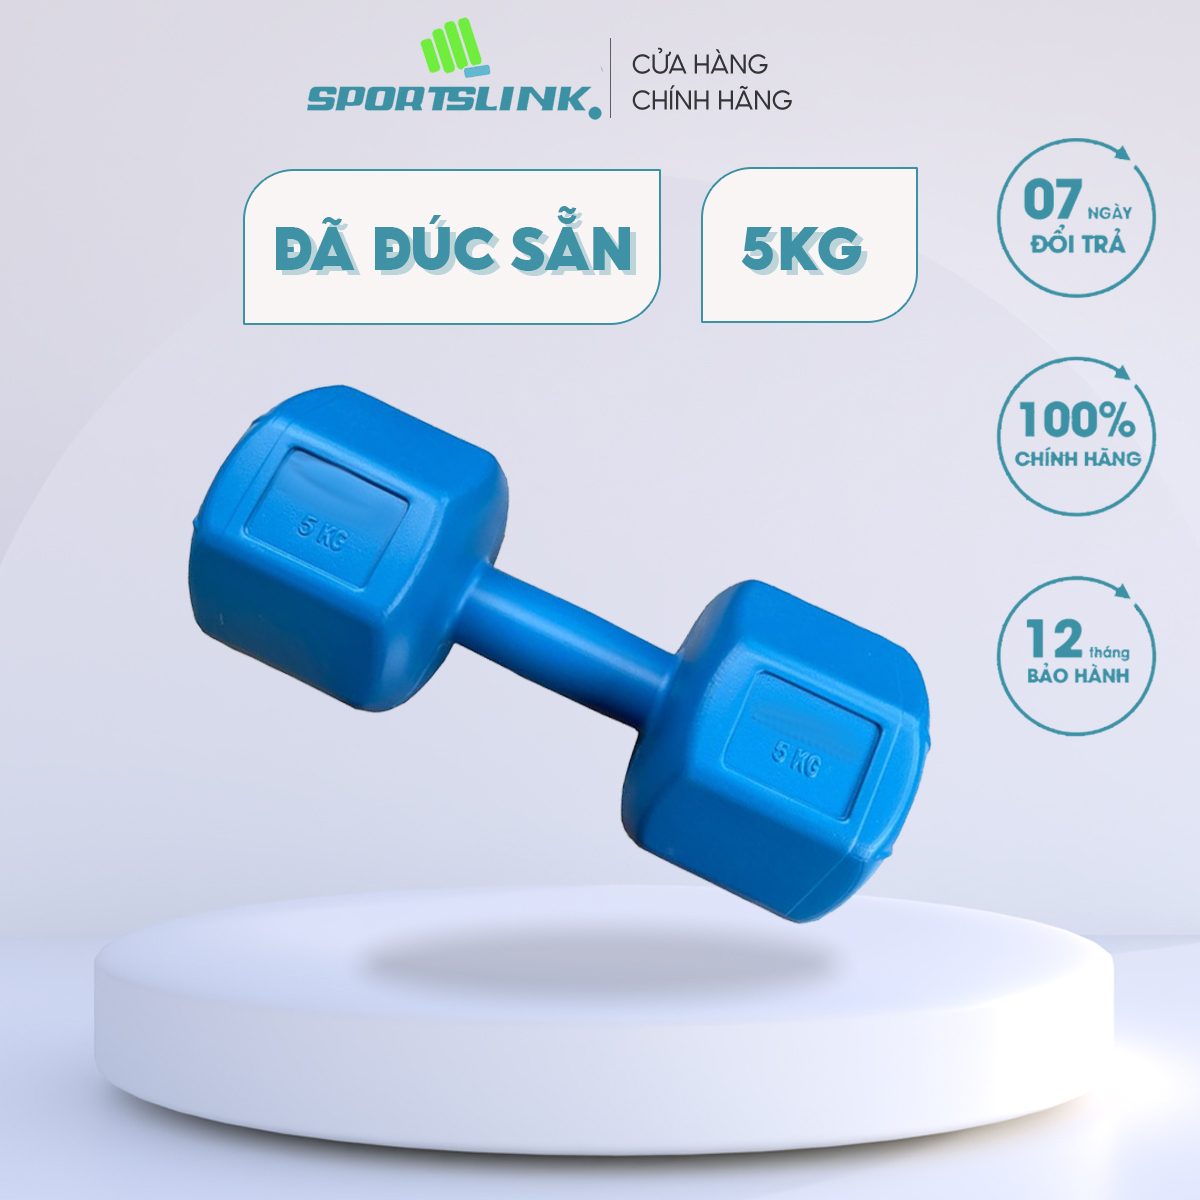 SPORTSLINK.
CỬA HÀNG
CHÍNH HÃNG
ĐÃ ĐÚC SẴN
5KG
07 NGÀY
ĐỔI TRẢ
100%
CHÍNH HÃNG
12 tháng
BẢO HÀNH
5 KG
5 KG